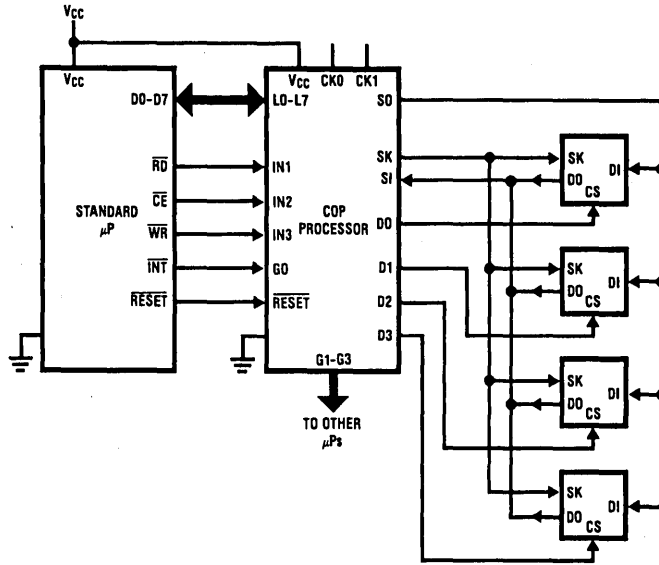 VCC
VCC
D0-D7
RD
CE
WR
INT
RESET
STANDARD
μP
VCC
CK0
CK1
L0-L7
IN1
IN2
IN3
G0
RESET
COP
PROCESSOR
SO
SK
SI
D0
D1
D2
D3
G1-G3
TO OTHER
μPs
SK
DO
CS
DI
SK
DO
CS
DI
SK
DO
CS
DI
SK
DO
CS
DI